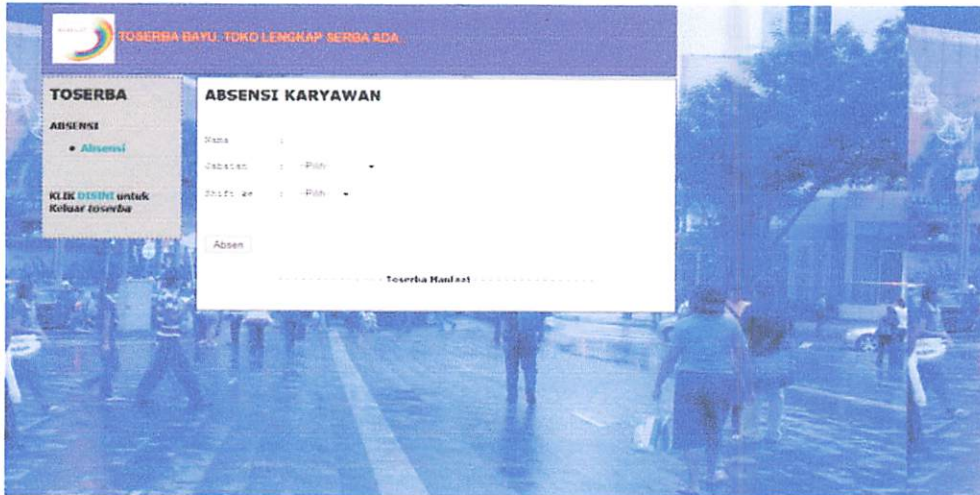 TOSERBA BAYU. TOKO LENGKAP SERBA ADA
TOSERBA
ABSENSI
• Absensi
KLIK DISINI untuk
Keluar toserba
ABSENSI KARYAWAN
Nama :
Jabatan : -Pilih-
Shift ke : -Pilih-
Absen
Toserba